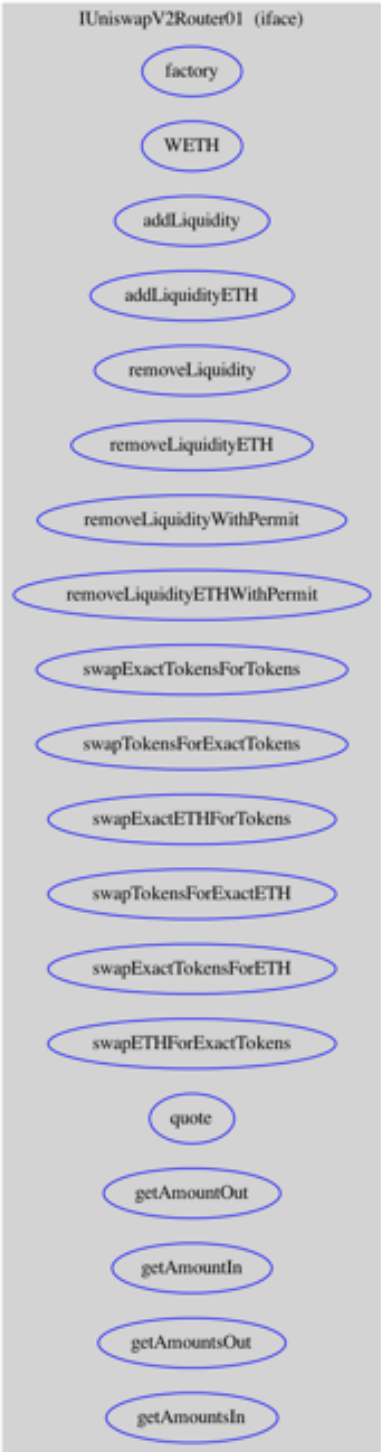 IUniswapV2Router01 (iface)
factory
WETH
addLiquidity
addLiquidityETH
removeLiquidity
removeLiquidityETH
removeLiquidityWithPermit
removeLiquidityETHWithPermit
swapExactTokensForTokens
swapTokensForExactTokens
swapExactETHForTokens
swapTokensForExactETH
swapExactTokensForETH
swapETHForExactTokens
quote
getAmountOut
getAmountIn
getAmountsOut
getAmountsIn